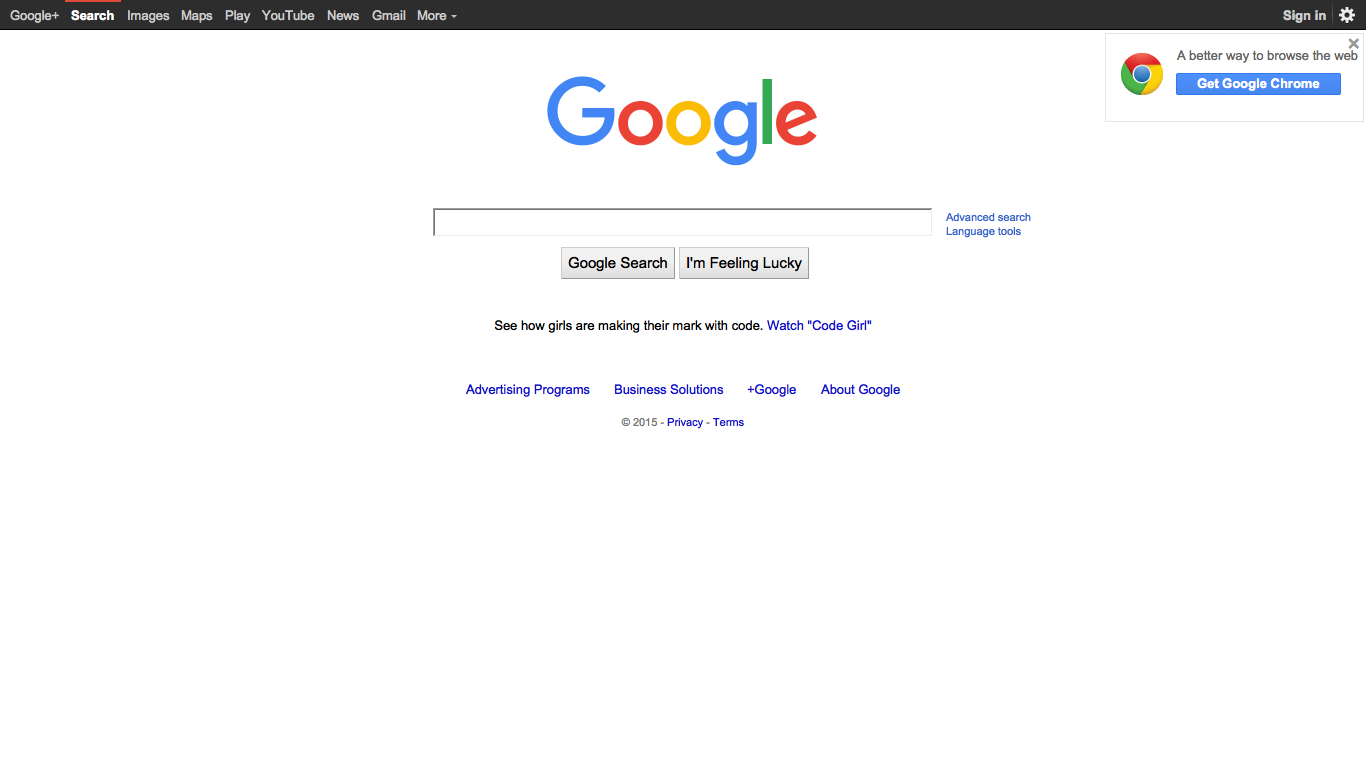 Google+ Search Images Maps Play YouTube News Gmail More Sign in
A better way to browse the web
Get Google Chrome
Google
Advanced search
Language tools
Google Search I'm Feeling Lucky
See how girls are making their mark with code. Watch "Code Girl"
Advertising Programs Business Solutions +Google About Google
© 2015 - Privacy - Terms